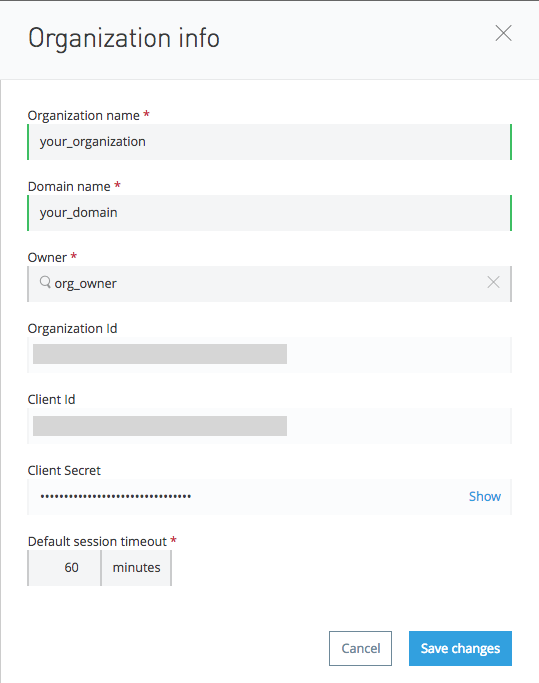 Organization info
Organization name *
your_organization
Domain name *
your_domain
Owner *
org_owner
Organization Id
Client Id
Client Secret
•••••••••••••••••••••••••••••••• Show
Default session timeout *
60 minutes
Cancel Save changes